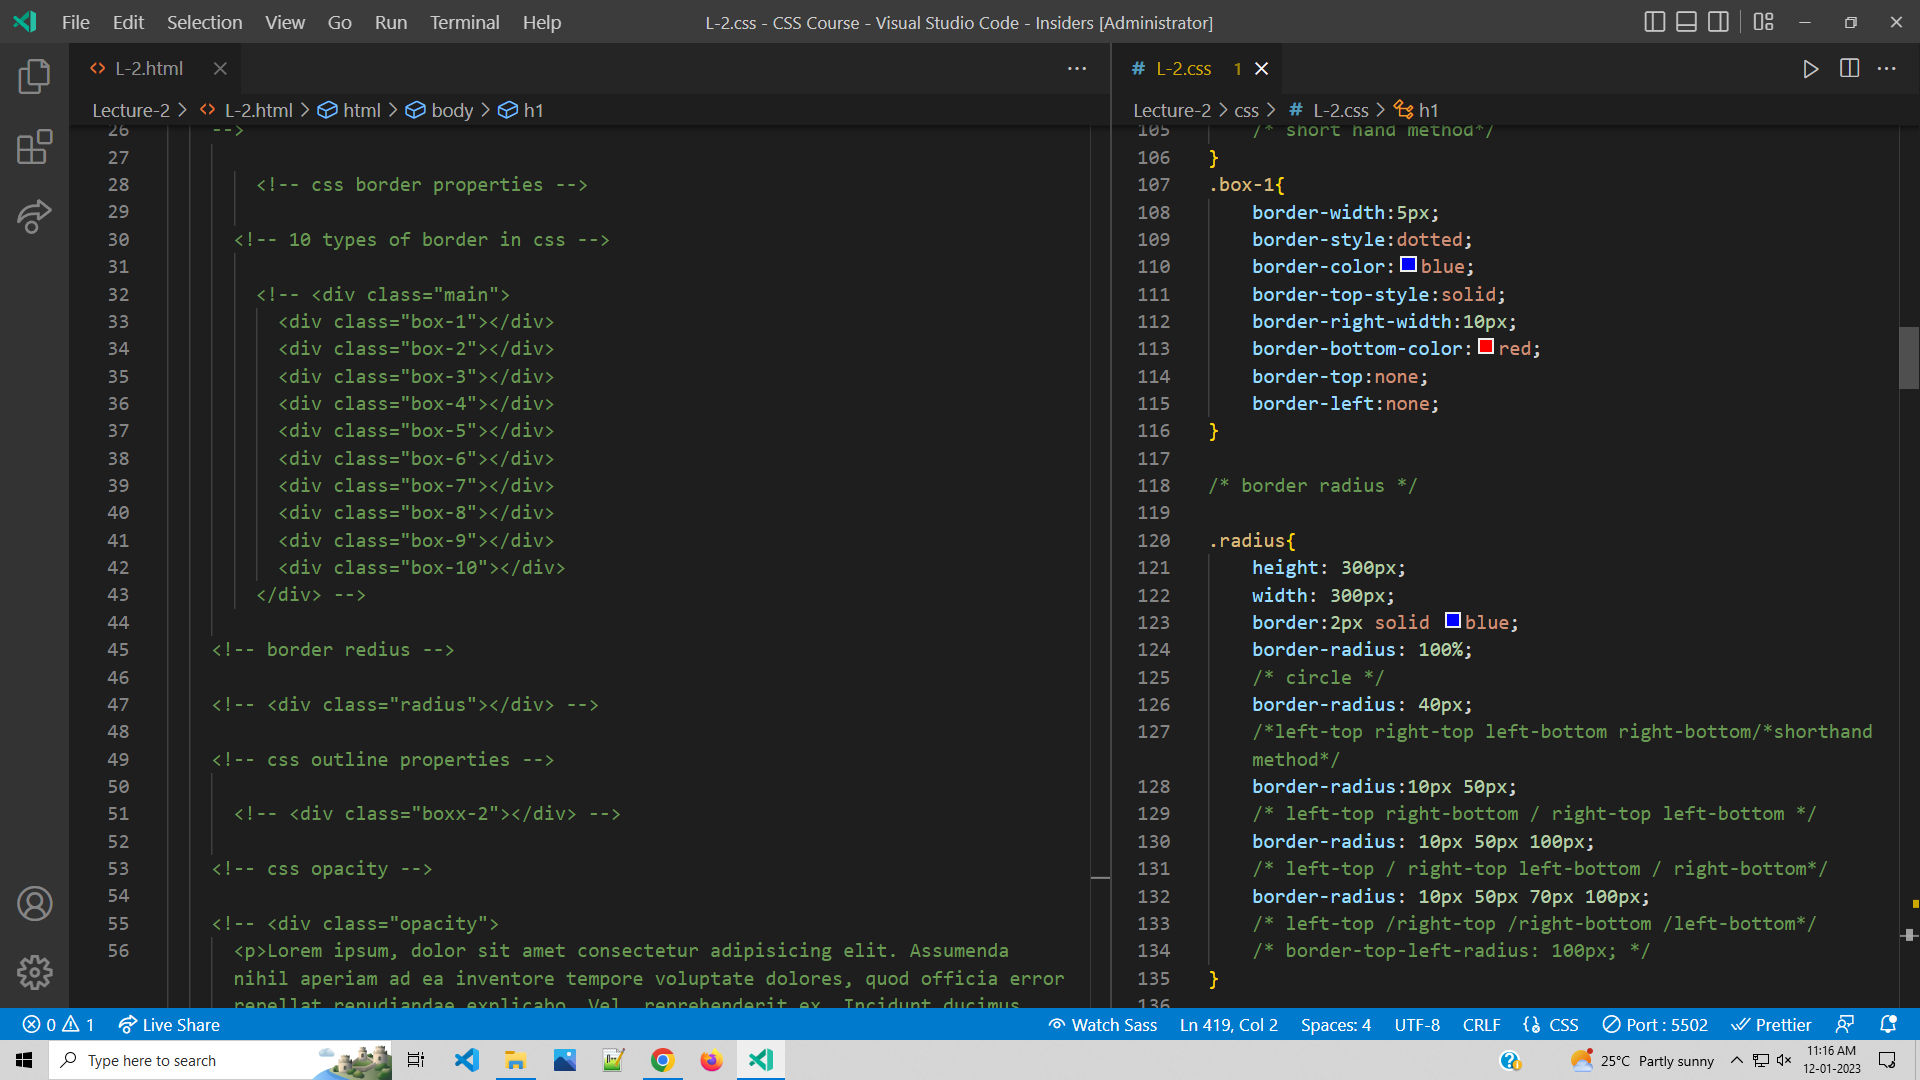 File Edit Selection View Go Run Terminal Help
L-2.css - CSS Course - Visual Studio Code - Insiders [Administrator]
<> L-2.html
Lecture-2 > <> L-2.html > html > body > h1
26 -->
27
28 <!-- css border properties -->
29
30 <!-- 10 types of border in css -->
31
32 <!-- <div class="main">
33 <div class="box-1"></div>
34 <div class="box-2"></div>
35 <div class="box-3"></div>
36 <div class="box-4"></div>
37 <div class="box-5"></div>
38 <div class="box-6"></div>
39 <div class="box-7"></div>
40 <div class="box-8"></div>
41 <div class="box-9"></div>
42 <div class="box-10"></div>
43 </div> -->
44
45 <!-- border redius -->
46
47 <!-- <div class="radius"></div> -->
48
49 <!-- css outline properties -->
50
51 <!-- <div class="boxx-2"></div> -->
52
53 <!-- css opacity -->
54
55 <!-- <div class="opacity">
56 <p>Lorem ipsum, dolor sit amet consectetur adipisicing elit. Assumenda
nihil aperiam ad ea inventore tempore voluptate dolores, quod officia error
repellat repudiandae explicabo. Vel, reprehenderit ex. Incidunt ducimus
# L-2.css 1
Lecture-2 > css > # L-2.css > h1
105 /* short hand method*/
106 }
107 .box-1{
108 border-width:5px;
109 border-style:dotted;
110 border-color:blue;
111 border-top-style:solid;
112 border-right-width:10px;
113 border-bottom-color:red;
114 border-top:none;
115 border-left:none;
116 }
117
118 /* border radius */
119
120 .radius{
121 height: 300px;
122 width: 300px;
123 border:2px solid blue;
124 border-radius: 100%;
125 /* circle */
126 border-radius: 40px;
127 /*left-top right-top left-bottom right-bottom/*shorthand
method*/
128 border-radius:10px 50px;
129 /* left-top right-bottom / right-top left-bottom */
130 border-radius: 10px 50px 100px;
131 /* left-top / right-top left-bottom / right-bottom*/
132 border-radius: 10px 50px 70px 100px;
133 /* left-top /right-top /right-bottom /left-bottom*/
134 /* border-top-left-radius: 100px; */
135 }
136
0 1 Live Share
Watch Sass Ln 419, Col 2 Spaces: 4 UTF-8 CRLF {} CSS Port : 5502 Prettier
Type here to search
25°C Partly sunny
11:16 AM
12-01-2023